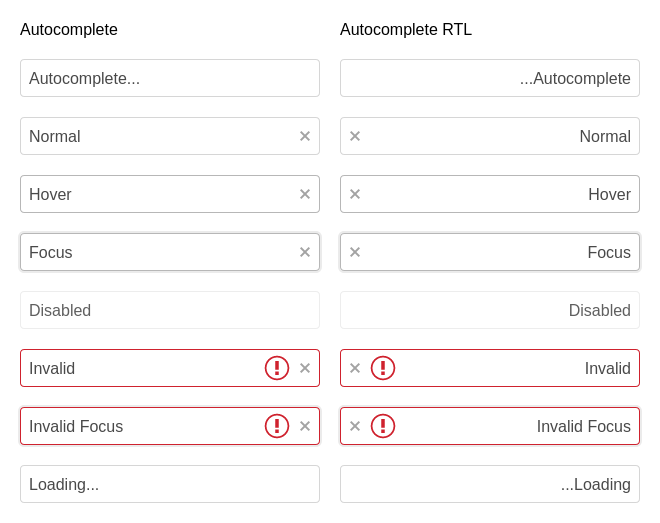 Autocomplete
Autocomplete RTL
Autocomplete...
...Autocomplete
Normal
Normal
Hover
Hover
Focus
Focus
Disabled
Disabled
Invalid
Invalid
Invalid Focus
Invalid Focus
Loading...
...Loading